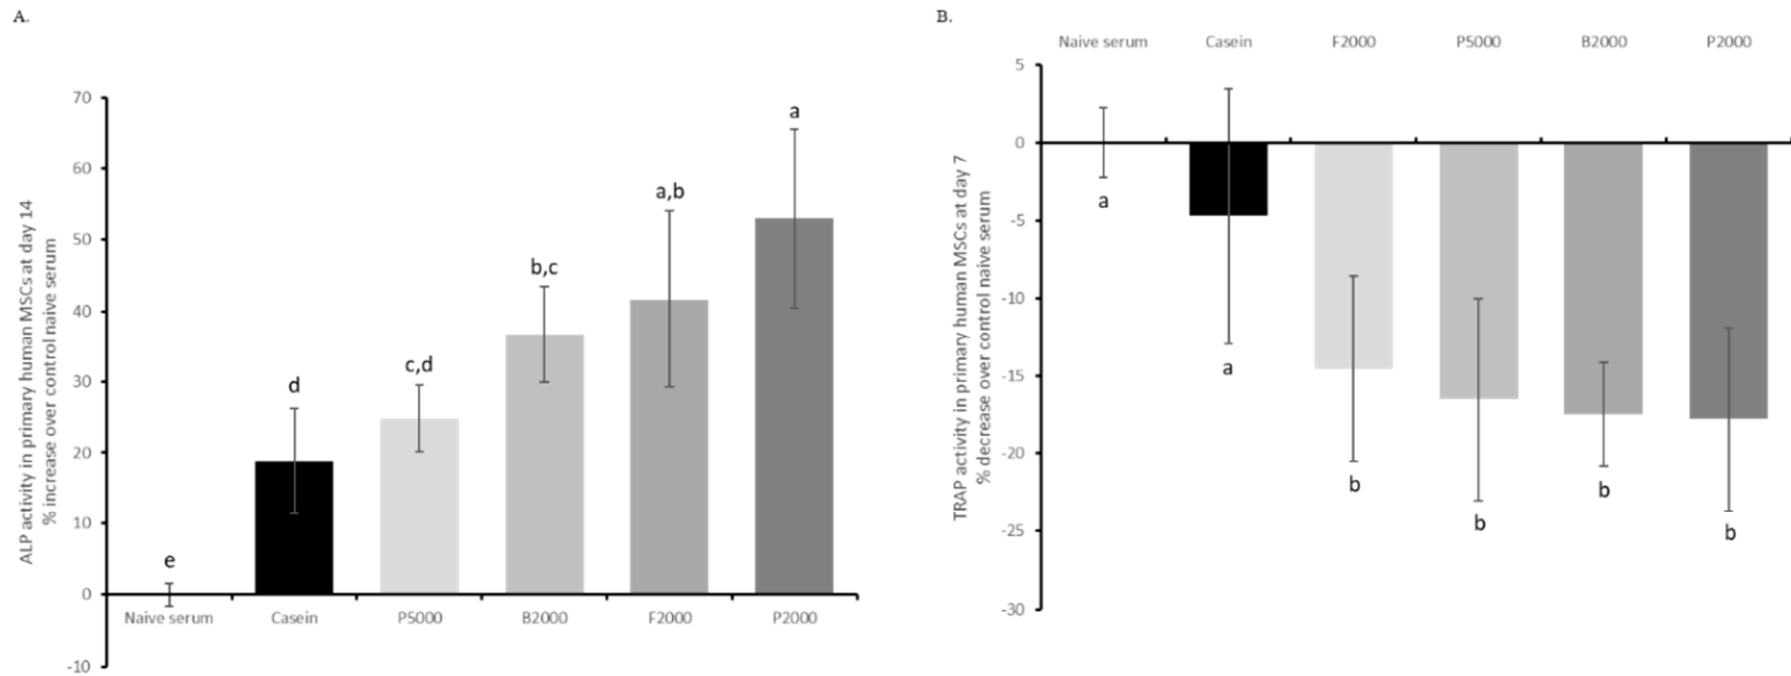 A.
70
60
50
40
30
20
10
0
-10
ALP activity in primary human MSCs at day 14
% increase over control naive serum
e
d
c,d
b,c
a,b
a
Naive serum
Casein
P5000
B2000
F2000
P2000
B.
Naive serum
Casein
F2000
P5000
B2000
P2000
5
0
-5
-10
-15
-20
-25
-30
TRAP activity in primary human MSCs at day 7
% decrease over control naive serum
a
a
b
b
b
b